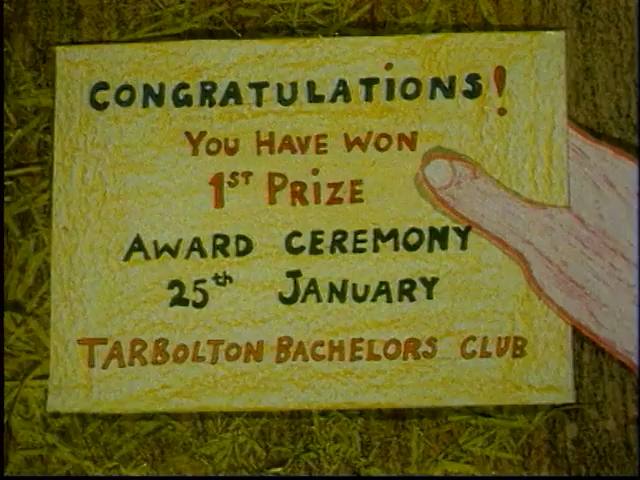 CONGRATULATIONS!
YOU HAVE WON
1ST PRIZE
AWARD CEREMONY
25th JANUARY
TARBOLTON BACHELORS CLUB